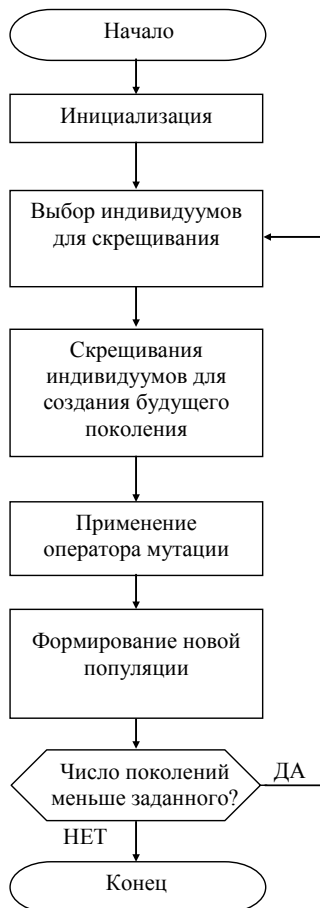 Начало
Инициализация
Выбор индивидуумов
для скрещивания
Скрещивания
индивидуумов для
создания будущего
поколения
Применение
оператора мутации
Формирование новой
популяции
Число поколений
меньше заданного?
ДА
НЕТ
Конец